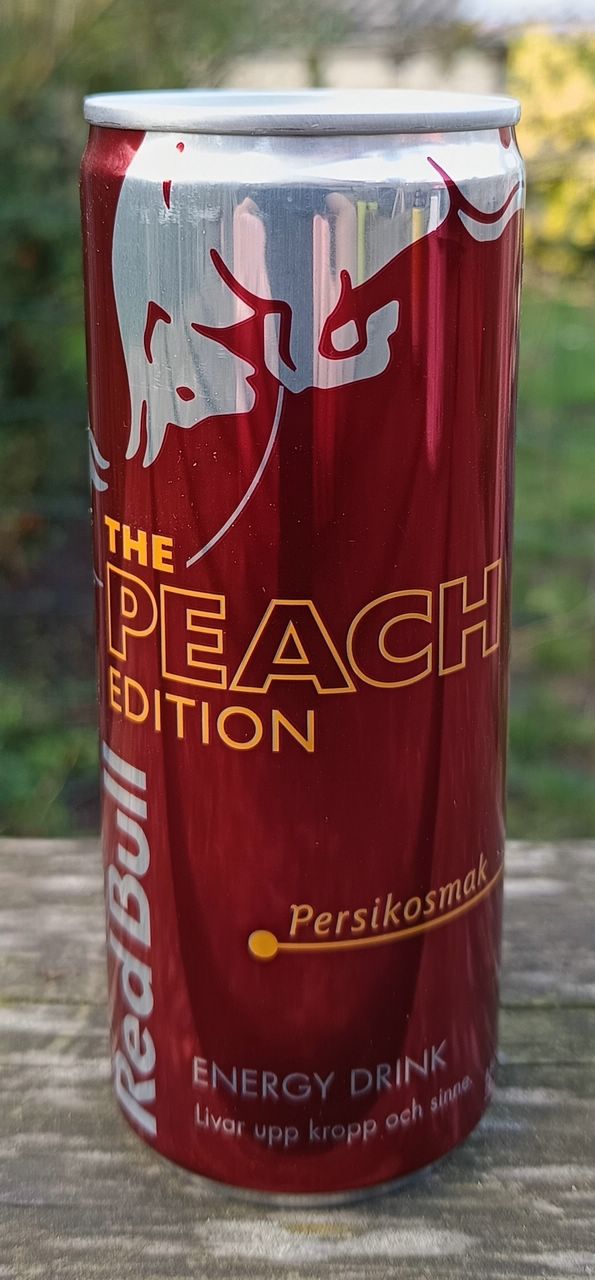 THE
PEACH
EDITION
Red Bull
Persikosmak
ENERGY DRINK
Livar upp kropp och sinne.